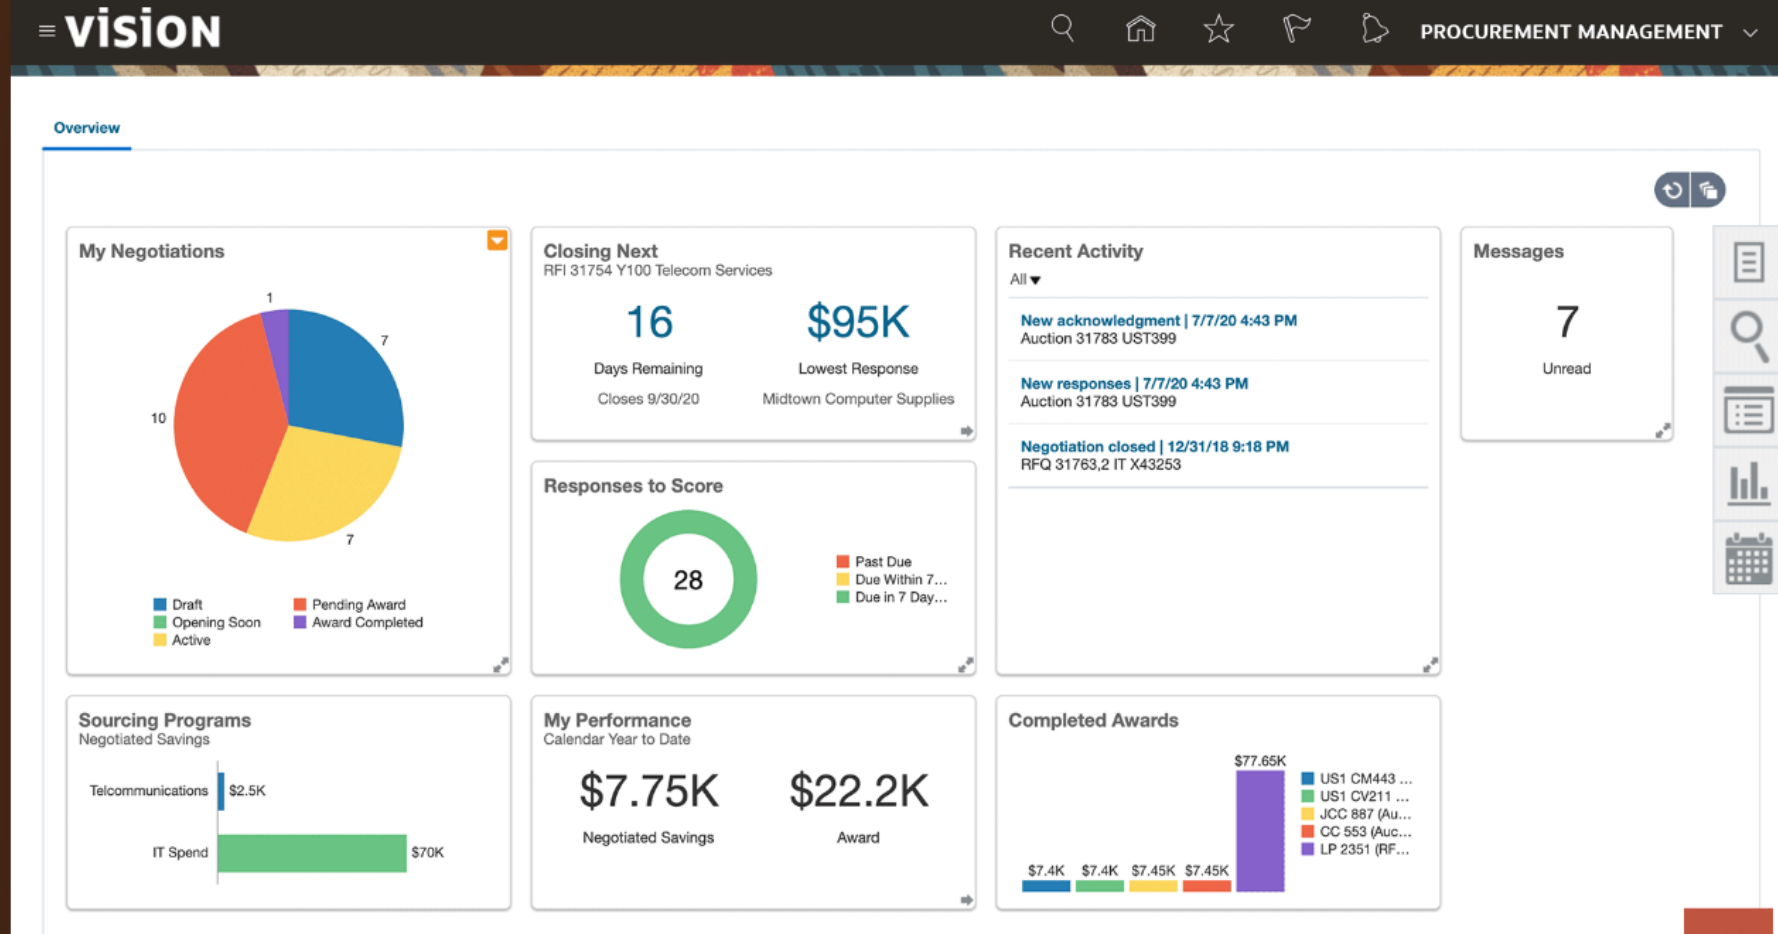 VISION
PROCUREMENT MANAGEMENT
Overview
My Negotiations
1
7
10
7
Draft
Opening Soon
Active
Pending Award
Award Completed
Closing Next
RFI 31754 Y100 Telecom Services
16
Days Remaining
Closes 9/30/20
$95K
Lowest Response
Midtown Computer Supplies
Responses to Score
28
Past Due
Due Within 7...
Due in 7 Day...
Recent Activity
All
New acknowledgment | 7/7/20 4:43 PM
Auction 31783 UST399
New responses | 7/7/20 4:43 PM
Auction 31783 UST399
Negotiation closed | 12/31/18 9:18 PM
RFQ 31763,2 IT X43253
Messages
7
Unread
Sourcing Programs
Negotiated Savings
Telcommunications
$2.5K
IT Spend
$70K
My Performance
Calendar Year to Date
$7.75K
Negotiated Savings
$22.2K
Award
Completed Awards
$7.4K
$7.4K
$7.45K
$7.45K
$77.65K
US1 CM443 ...
US1 CV211 ...
JCC 887 (Au...
CC 553 (Auc...
LP 2351 (RF...